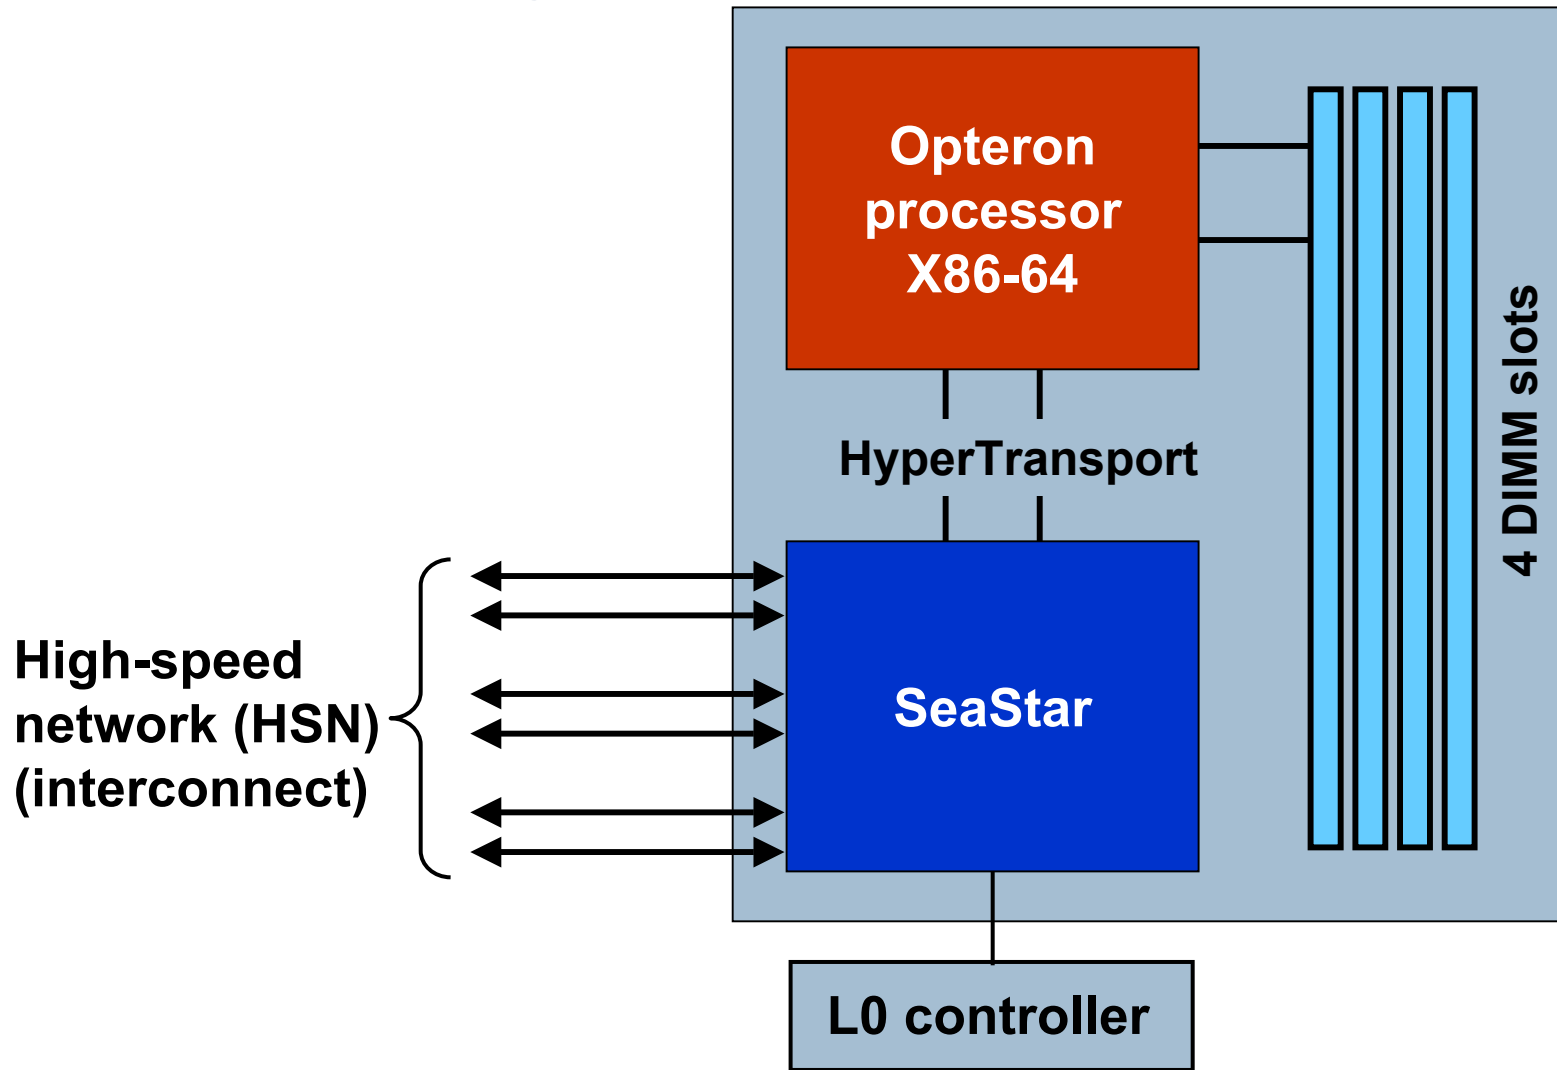 Opteron
processor
X86-64
4 DIMM slots
HyperTransport
High-speed
network (HSN)
(interconnect)
SeaStar
L0 controller